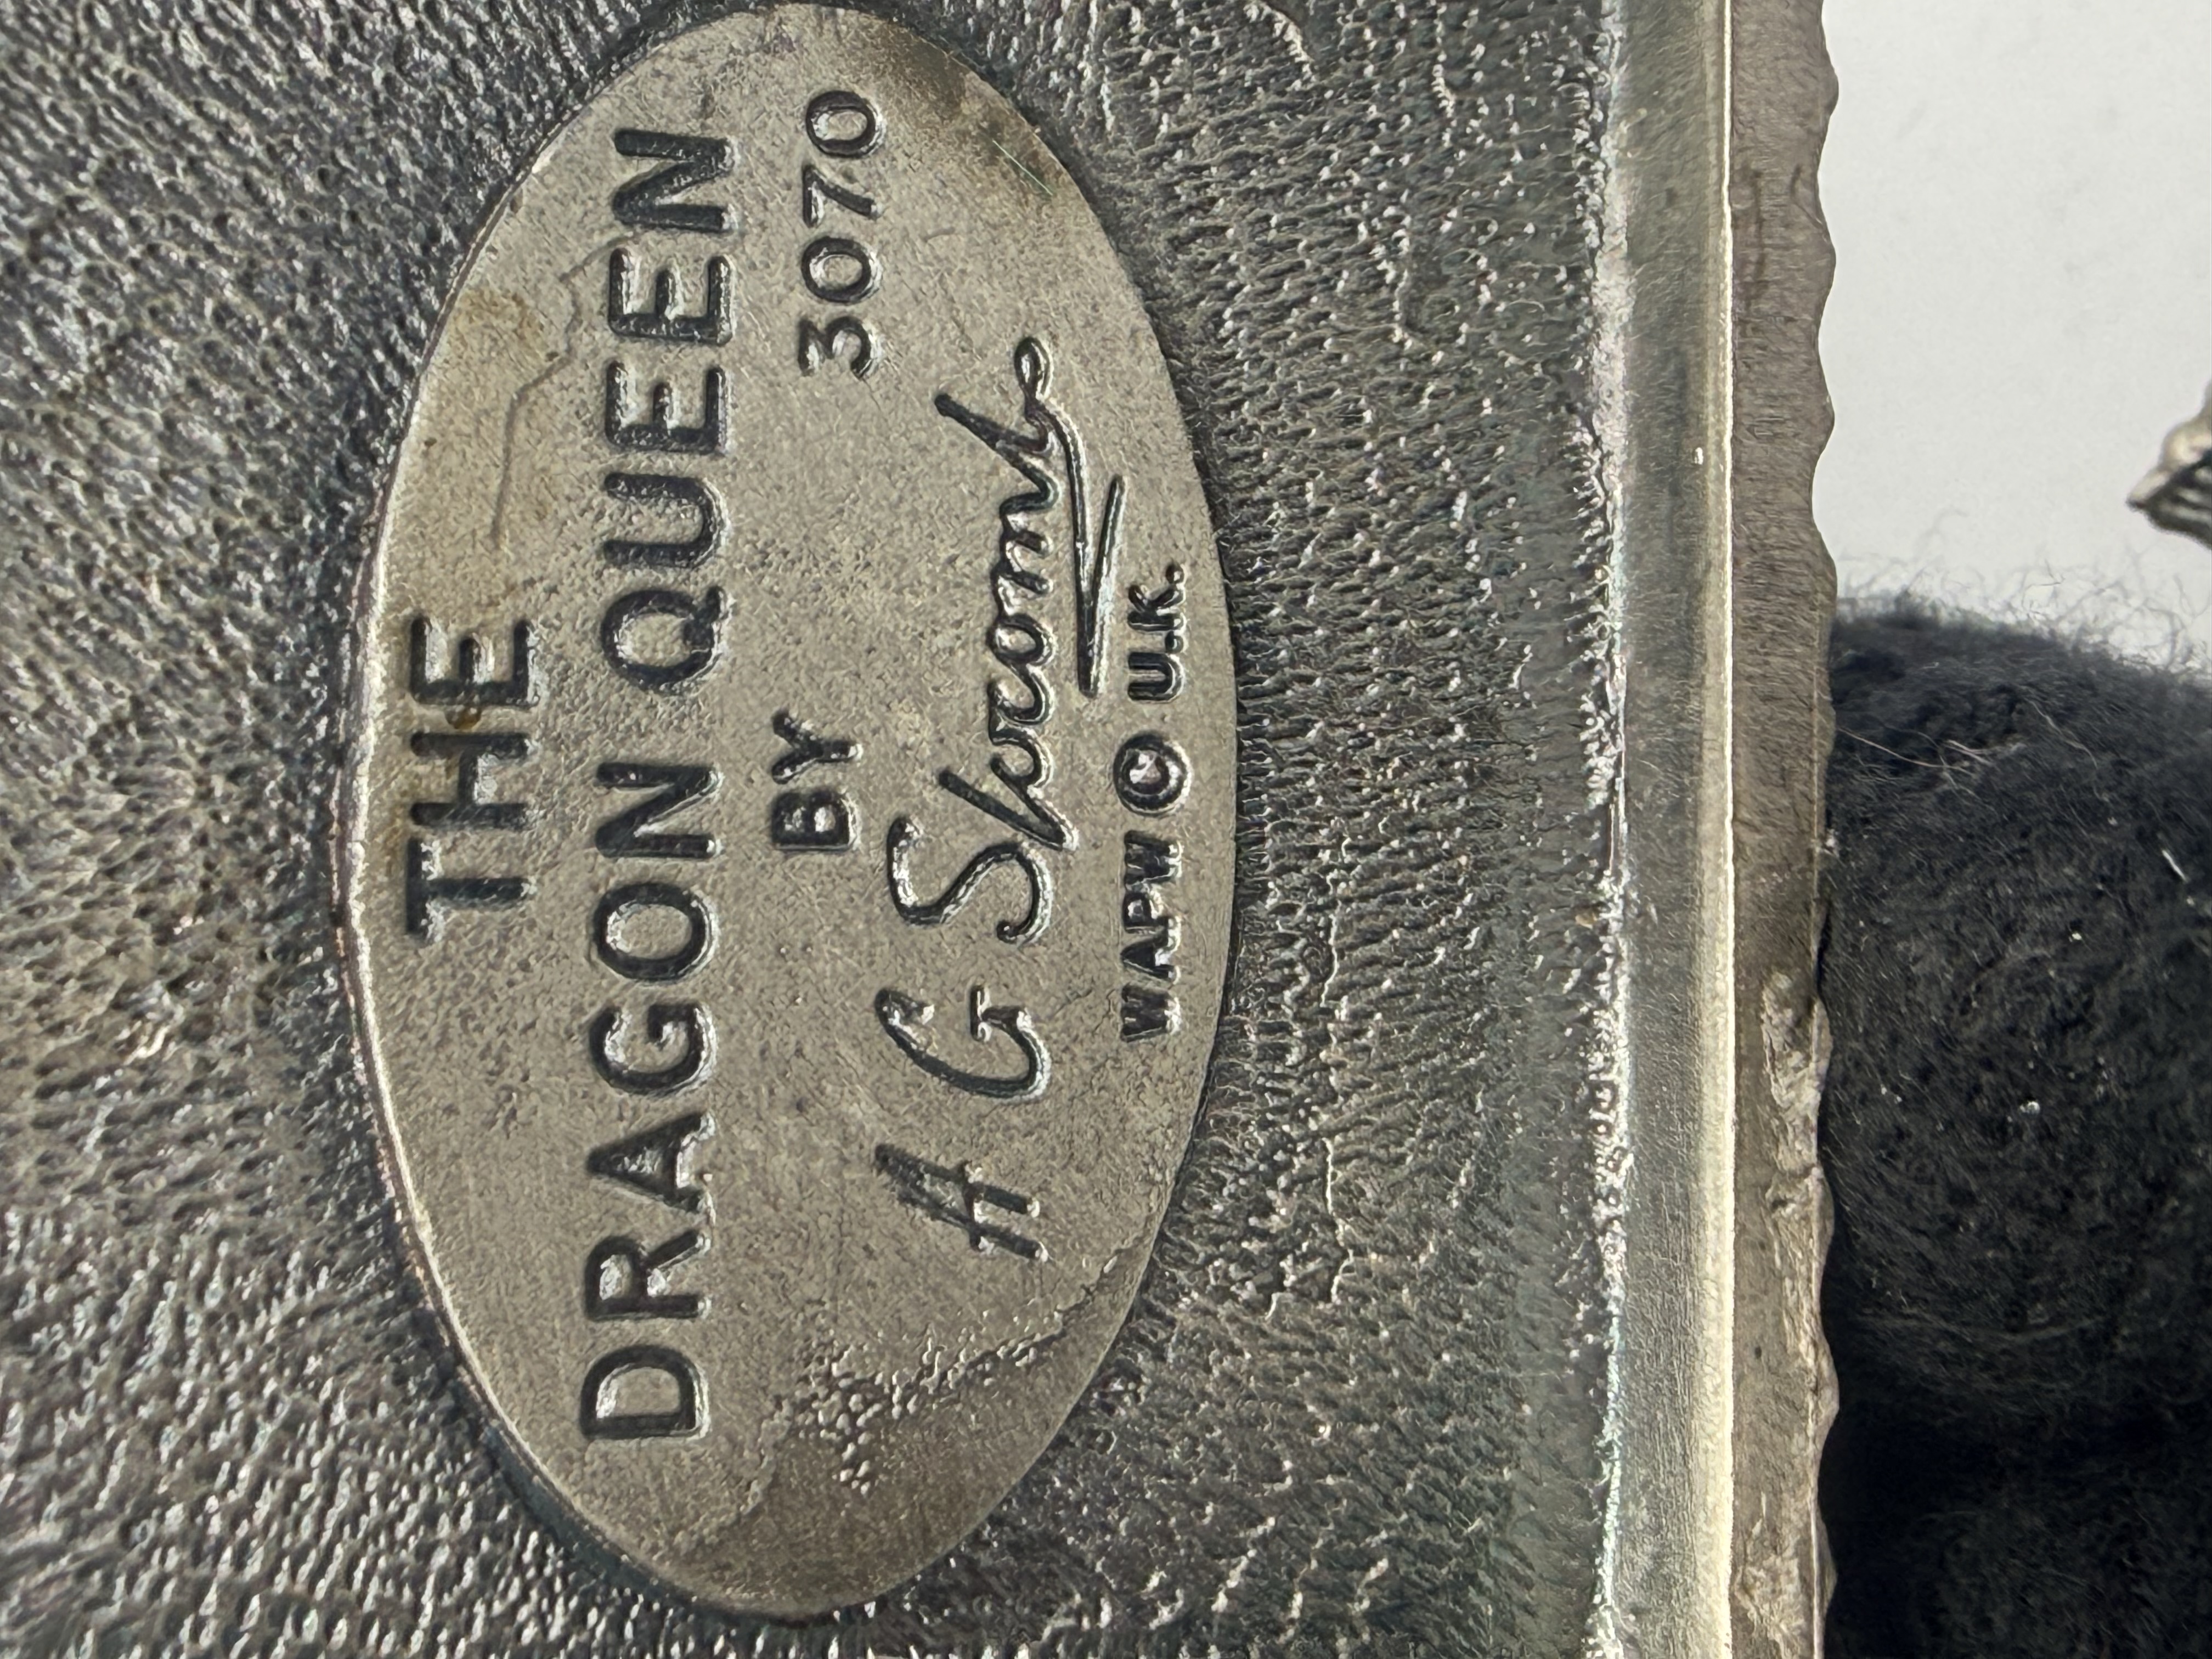 THE
DRAGON QUEEN
BY 3070
A G Slocombe
WAPW © U.K.